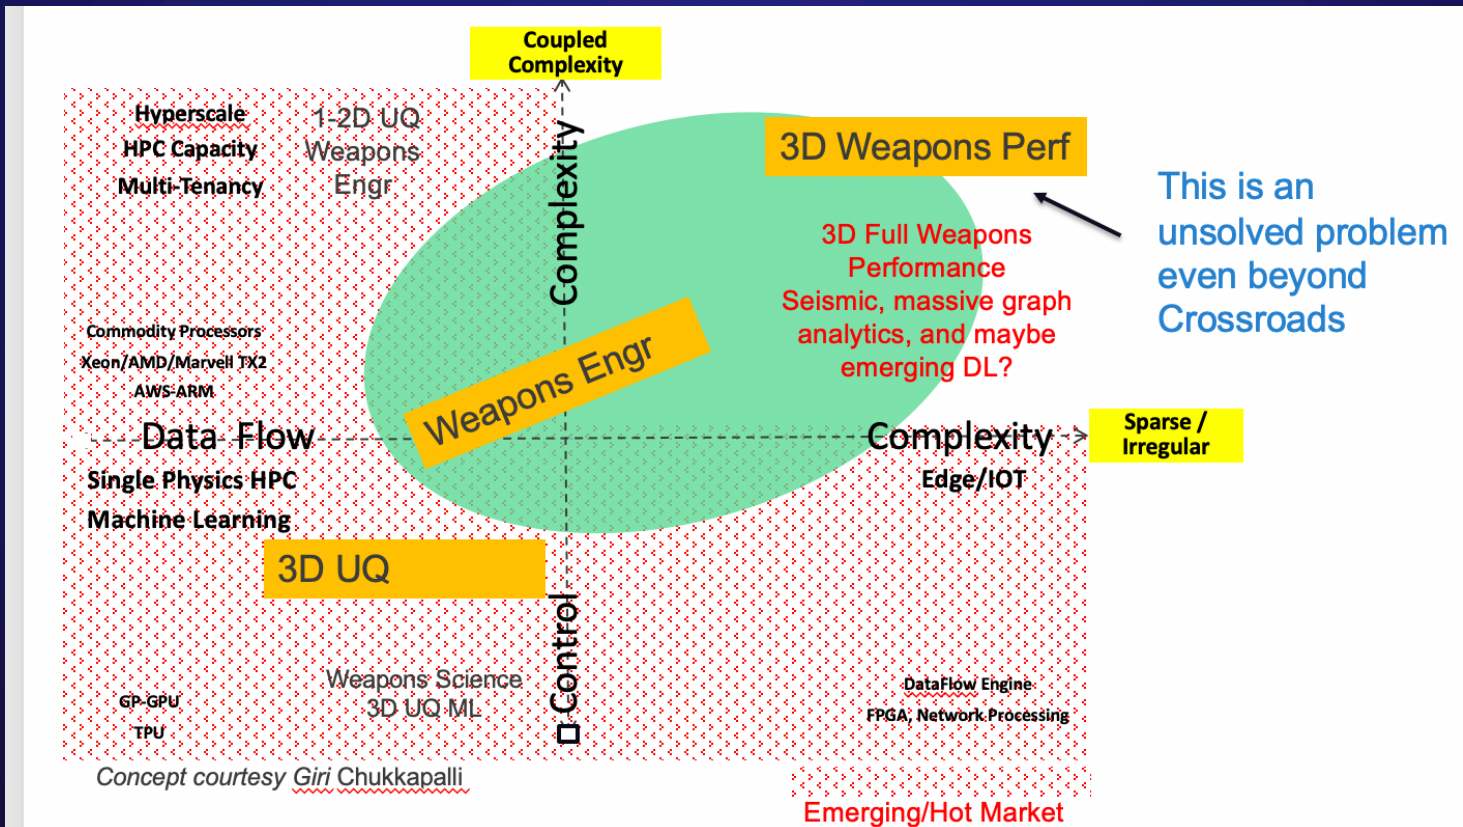 Coupled
Complexity
Hyperscale
HPC Capacity
Multi-Tenancy
1-2D UQ
Weapons
Engr
Complexity
3D Weapons Perf
This is an
unsolved problem
even beyond
Crossroads
3D Full Weapons
Performance
Seismic, massive graph
analytics, and maybe
emerging DL?
Commodity Processors
Xeon/AMD/Marvell TX2
AWS-ARM
Weapons Engr
Data Flow
Complexity
Sparse /
Irregular
Single Physics HPC
Machine Learning
Edge/IOT
3D UQ
Control
Weapons Science
3D UQ ML
GP-GPU
TPU
DataFlow Engine
FPGA, Network Processing
Concept courtesy Giri Chukkapalli
Emerging/Hot Market